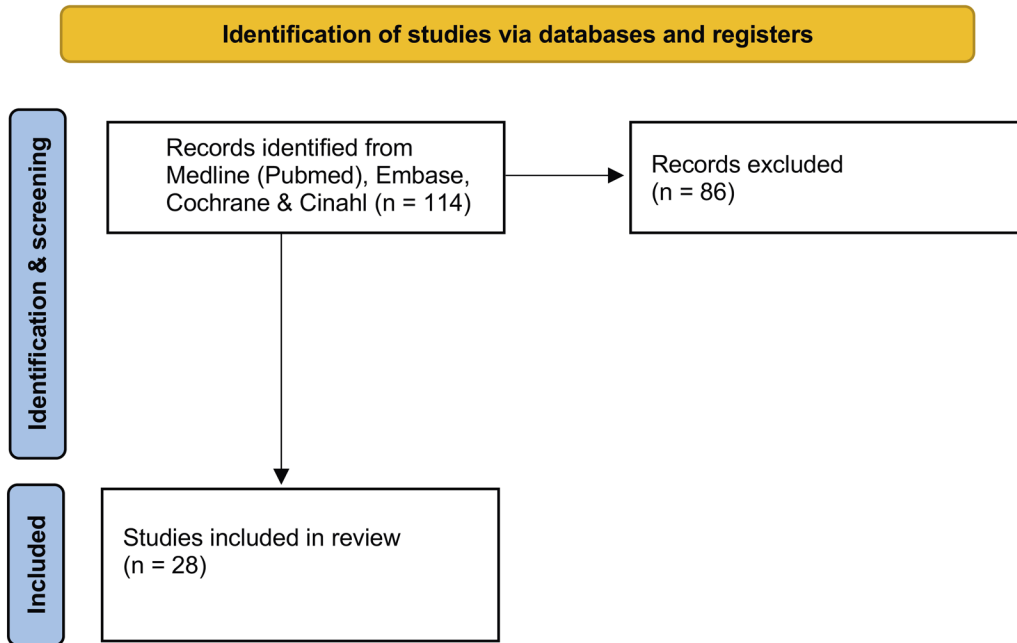 Identification of studies via databases and registers
Identification & screening
Records identified from
Medline (Pubmed), Embase,
Cochrane & Cinahl (n = 114)
Records excluded
(n = 86)
Included
Studies included in review
(n = 28)